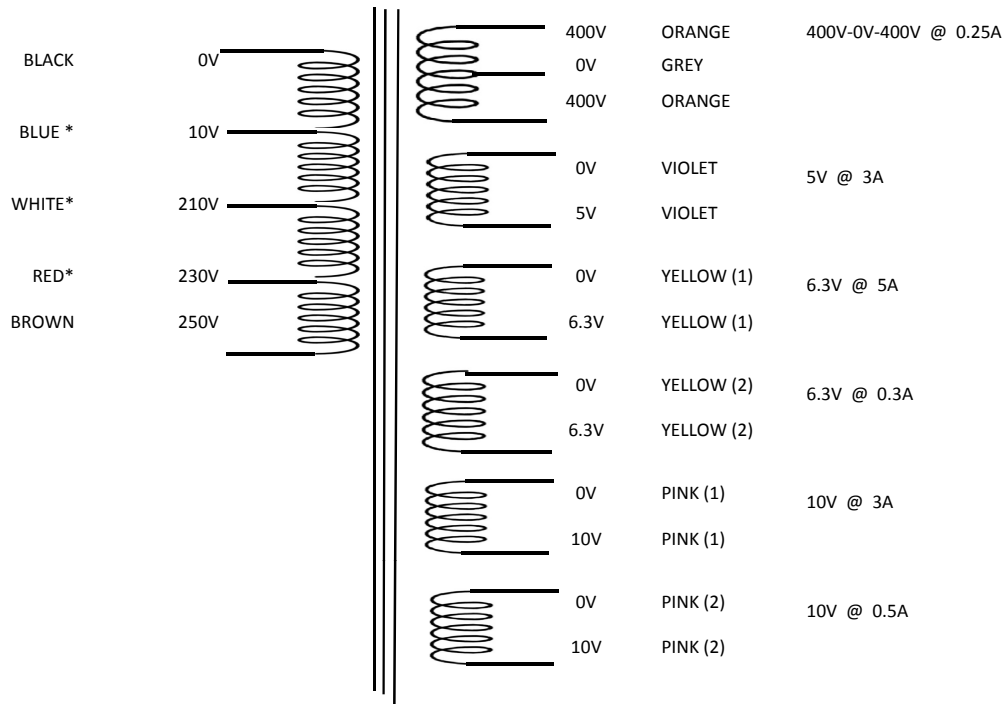 BLACK 0V
BLUE * 10V
WHITE* 210V
RED* 230V
BROWN 250V
400V ORANGE 400V-0V-400V @ 0.25A
0V GREY
400V ORANGE
0V VIOLET
5V @ 3A
5V VIOLET
0V YELLOW (1)
6.3V @ 5A
6.3V YELLOW (1)
0V YELLOW (2)
6.3V @ 0.3A
6.3V YELLOW (2)
0V PINK (1)
10V @ 3A
10V PINK (1)
0V PINK (2)
10V @ 0.5A
10V PINK (2)